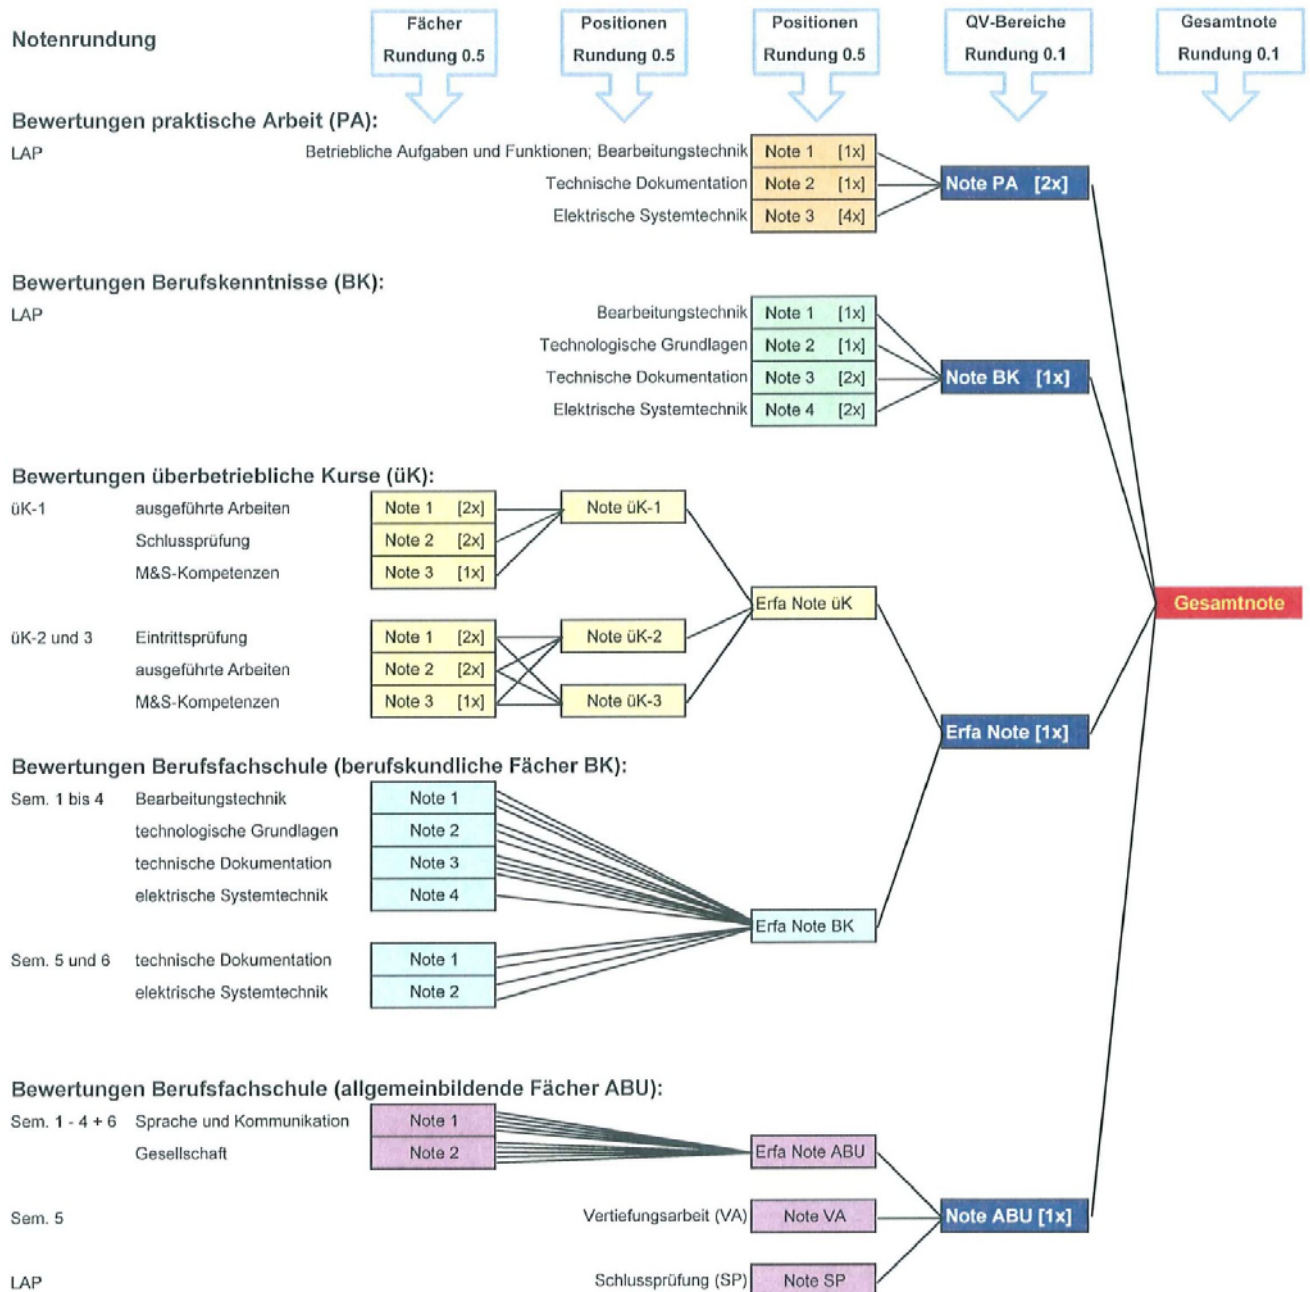 Notenrundung
Fächer
Rundung 0.5
Positionen
Rundung 0.5
Positionen
Rundung 0.5
QV-Bereiche
Rundung 0.1
Gesamtnote
Rundung 0.1
Bewertungen praktische Arbeit (PA):
LAP
Betriebliche Aufgaben und Funktionen; Bearbeitungstechnik Note 1 [1x]
Technische Dokumentation Note 2 [1x]
Elektrische Systemtechnik Note 3 [4x]
Note PA [2x]
Bewertungen Berufskenntnisse (BK):
LAP
Bearbeitungstechnik Note 1 [1x]
Technologische Grundlagen Note 2 [1x]
Technische Dokumentation Note 3 [2x]
Elektrische Systemtechnik Note 4 [2x]
Note BK [1x]
Bewertungen überbetriebliche Kurse (üK):
üK-1 ausgeführte Arbeiten Note 1 [2x] Note üK-1
Schlussprüfung Note 2 [2x]
M&S-Kompetenzen Note 3 [1x]
Erfa Note üK
Gesamtnote
üK-2 und 3 Eintrittsprüfung Note 1 [2x] Note üK-2
ausgeführte Arbeiten Note 2 [2x]
M&S-Kompetenzen Note 3 [1x] Note üK-3
Erfa Note [1x]
Bewertungen Berufsfachschule (berufskundliche Fächer BK):
Sem. 1 bis 4 Bearbeitungstechnik Note 1
technologische Grundlagen Note 2
technische Dokumentation Note 3
elektrische Systemtechnik Note 4
Erfa Note BK
Sem. 5 und 6 technische Dokumentation Note 1
elektrische Systemtechnik Note 2
Bewertungen Berufsfachschule (allgemeinbildende Fächer ABU):
Sem. 1 - 4 + 6 Sprache und Kommunikation Note 1
Gesellschaft Note 2
Erfa Note ABU
Sem. 5 Vertiefungsarbeit (VA) Note VA
Note ABU [1x]
LAP Schlussprüfung (SP) Note SP